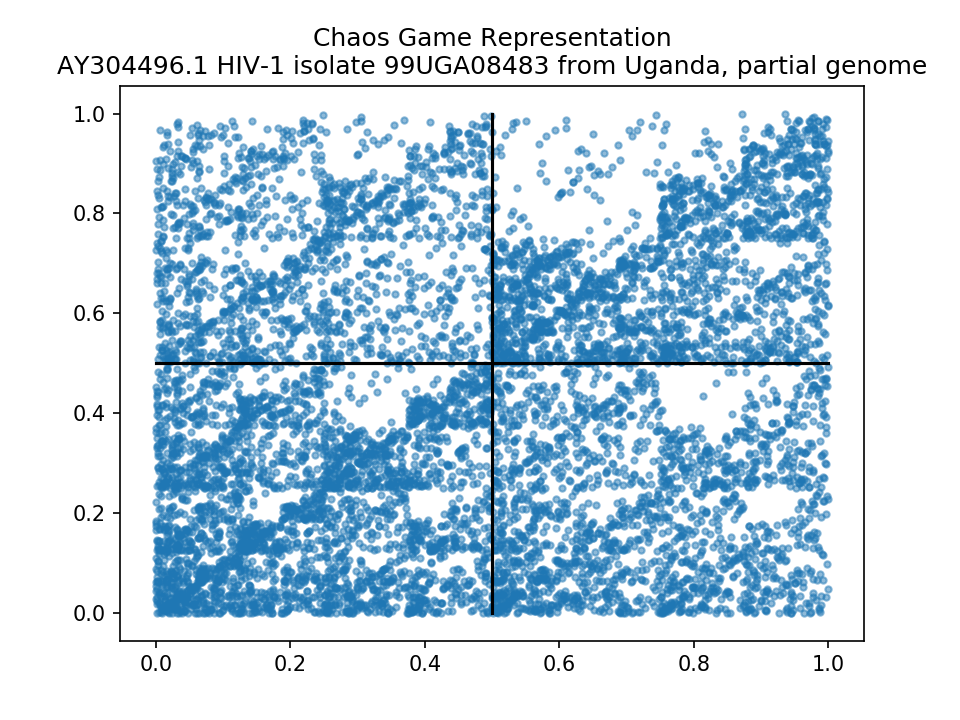 Chaos Game Representation
AY304496.1 HIV-1 isolate 99UGA08483 from Uganda, partial genome
1.0
0.8
0.6
0.4
0.2
0.0
0.0 0.2 0.4 0.6 0.8 1.0